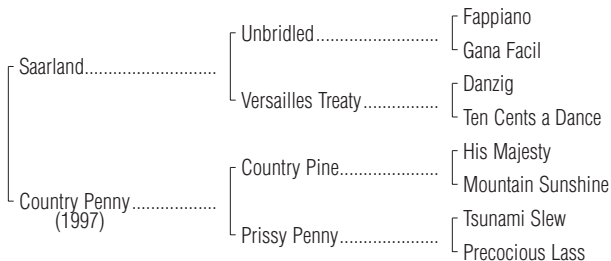 Fappiano
Unbridled
Gana Facil
Saarland
Danzig
Versailles Treaty
Ten Cents a Dance
His Majesty
Country Pine
Mountain Sunshine
Country Penny
(1997)
Tsunami Slew
Prissy Penny
Precocious Lass